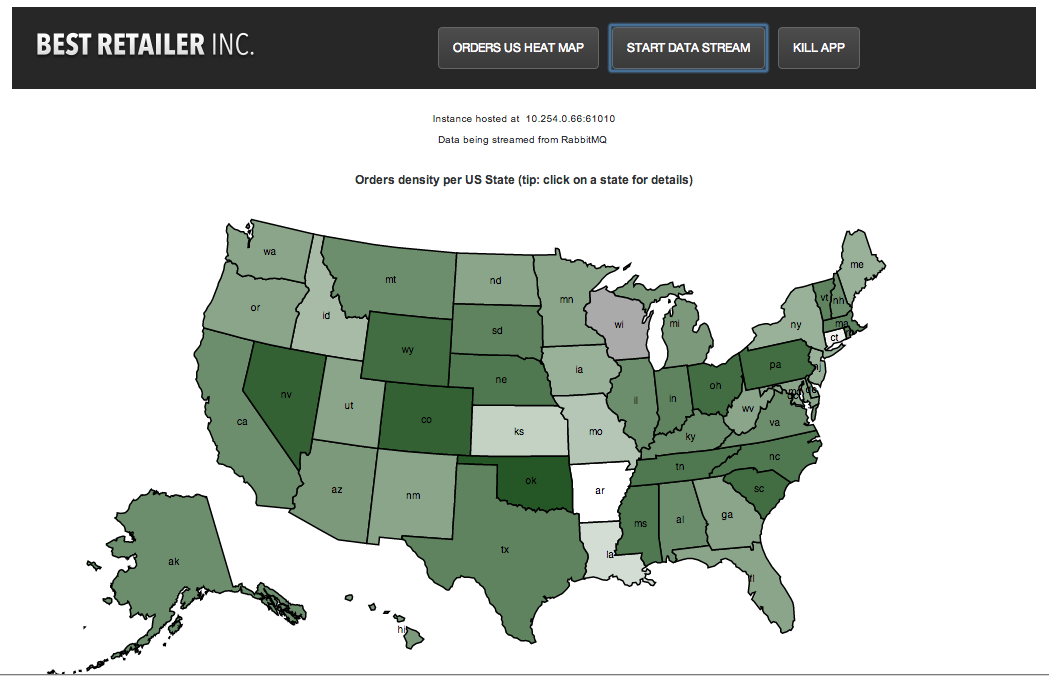 BEST RETAILER INC.
ORDERS US HEAT MAP
START DATA STREAM
KILL APP
Instance hosted at 10.254.0.66:61010
Data being streamed from RabbitMQ
Orders density per US State (tip: click on a state for details)
wa
mt
nd
mn
me
or
id
sd
wi
mi
ny
vt
nh
ma
ct
wy
ne
ia
pa
nj
nv
ut
co
il
in
oh
wv
de
ca
ks
mo
ky
va
az
nm
ok
ar
tn
nc
sc
ms
al
ga
tx
la
fl
ak
hi